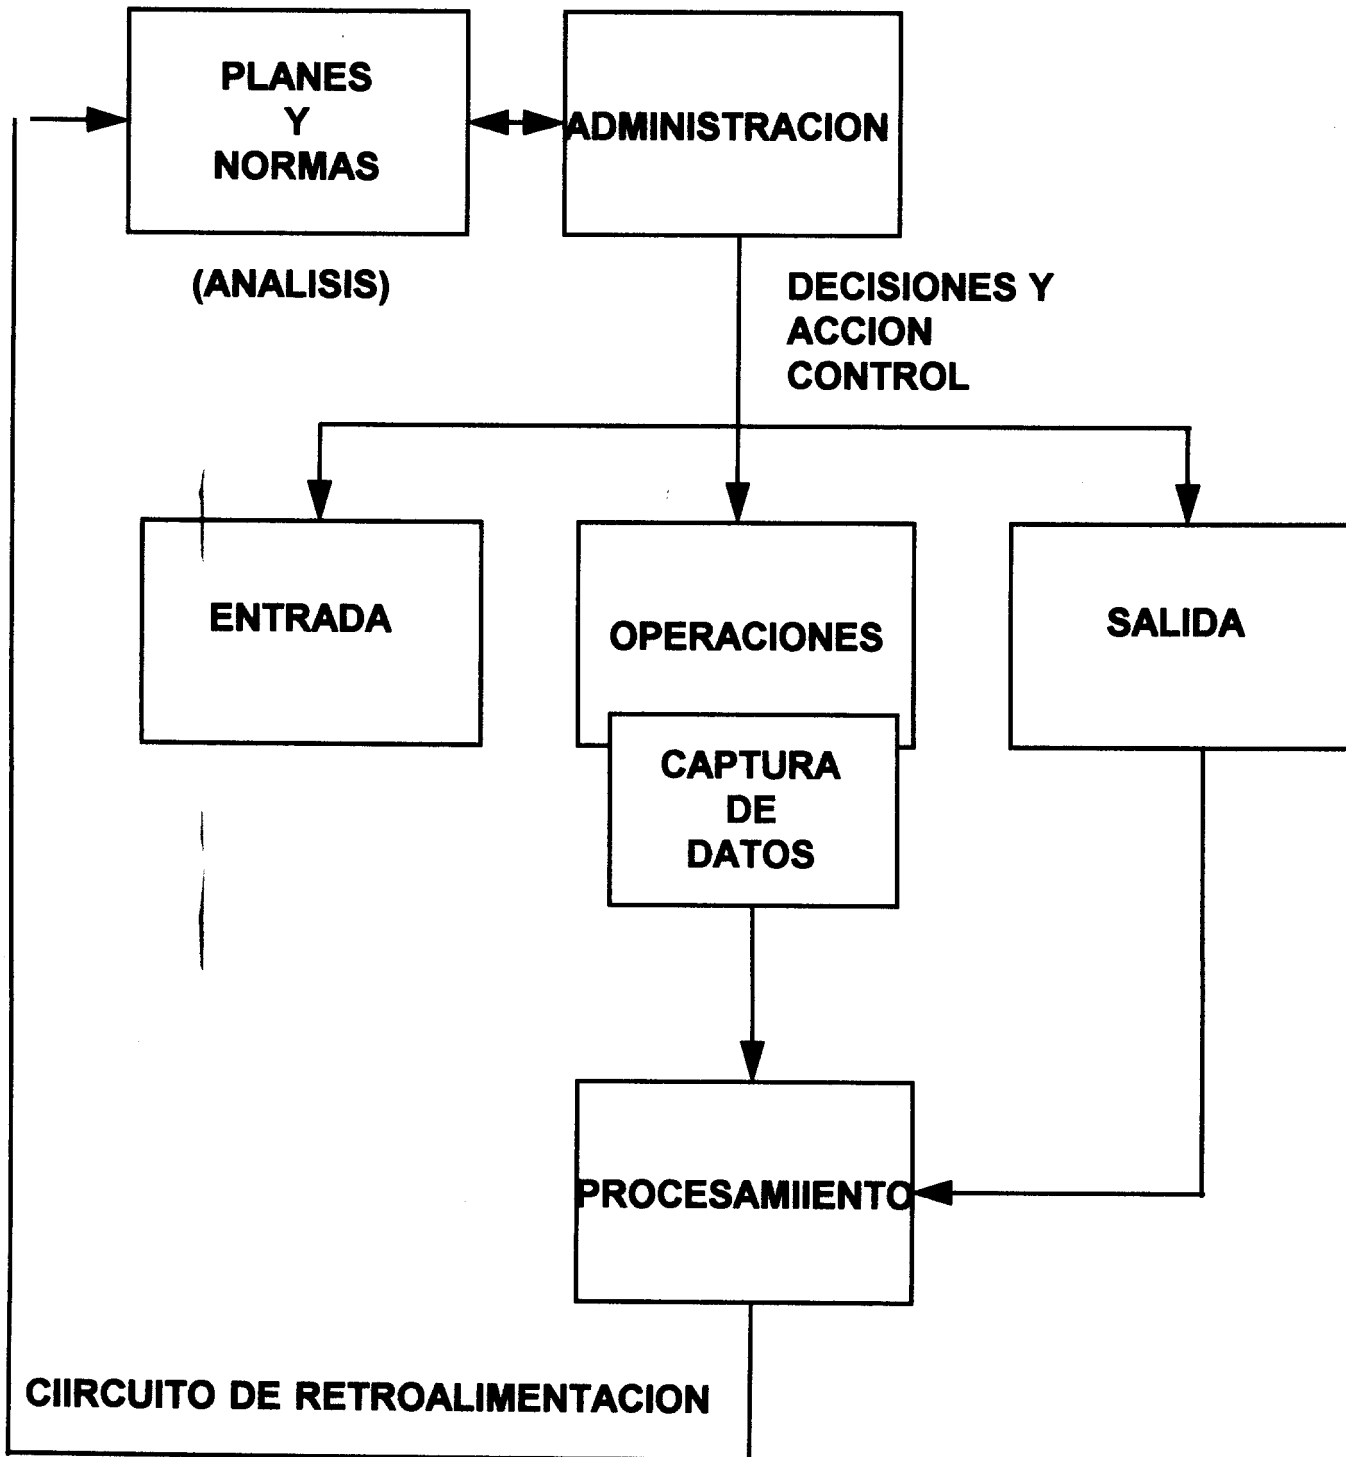 PLANES
Y
NORMAS
ADMINISTRACION
(ANALISIS)
DECISIONES Y
ACCION
CONTROL
ENTRADA
OPERACIONES
SALIDA
CAPTURA
DE
DATOS
PROCESAMIIENTO
CIIRCUITO DE RETROALIMENTACION